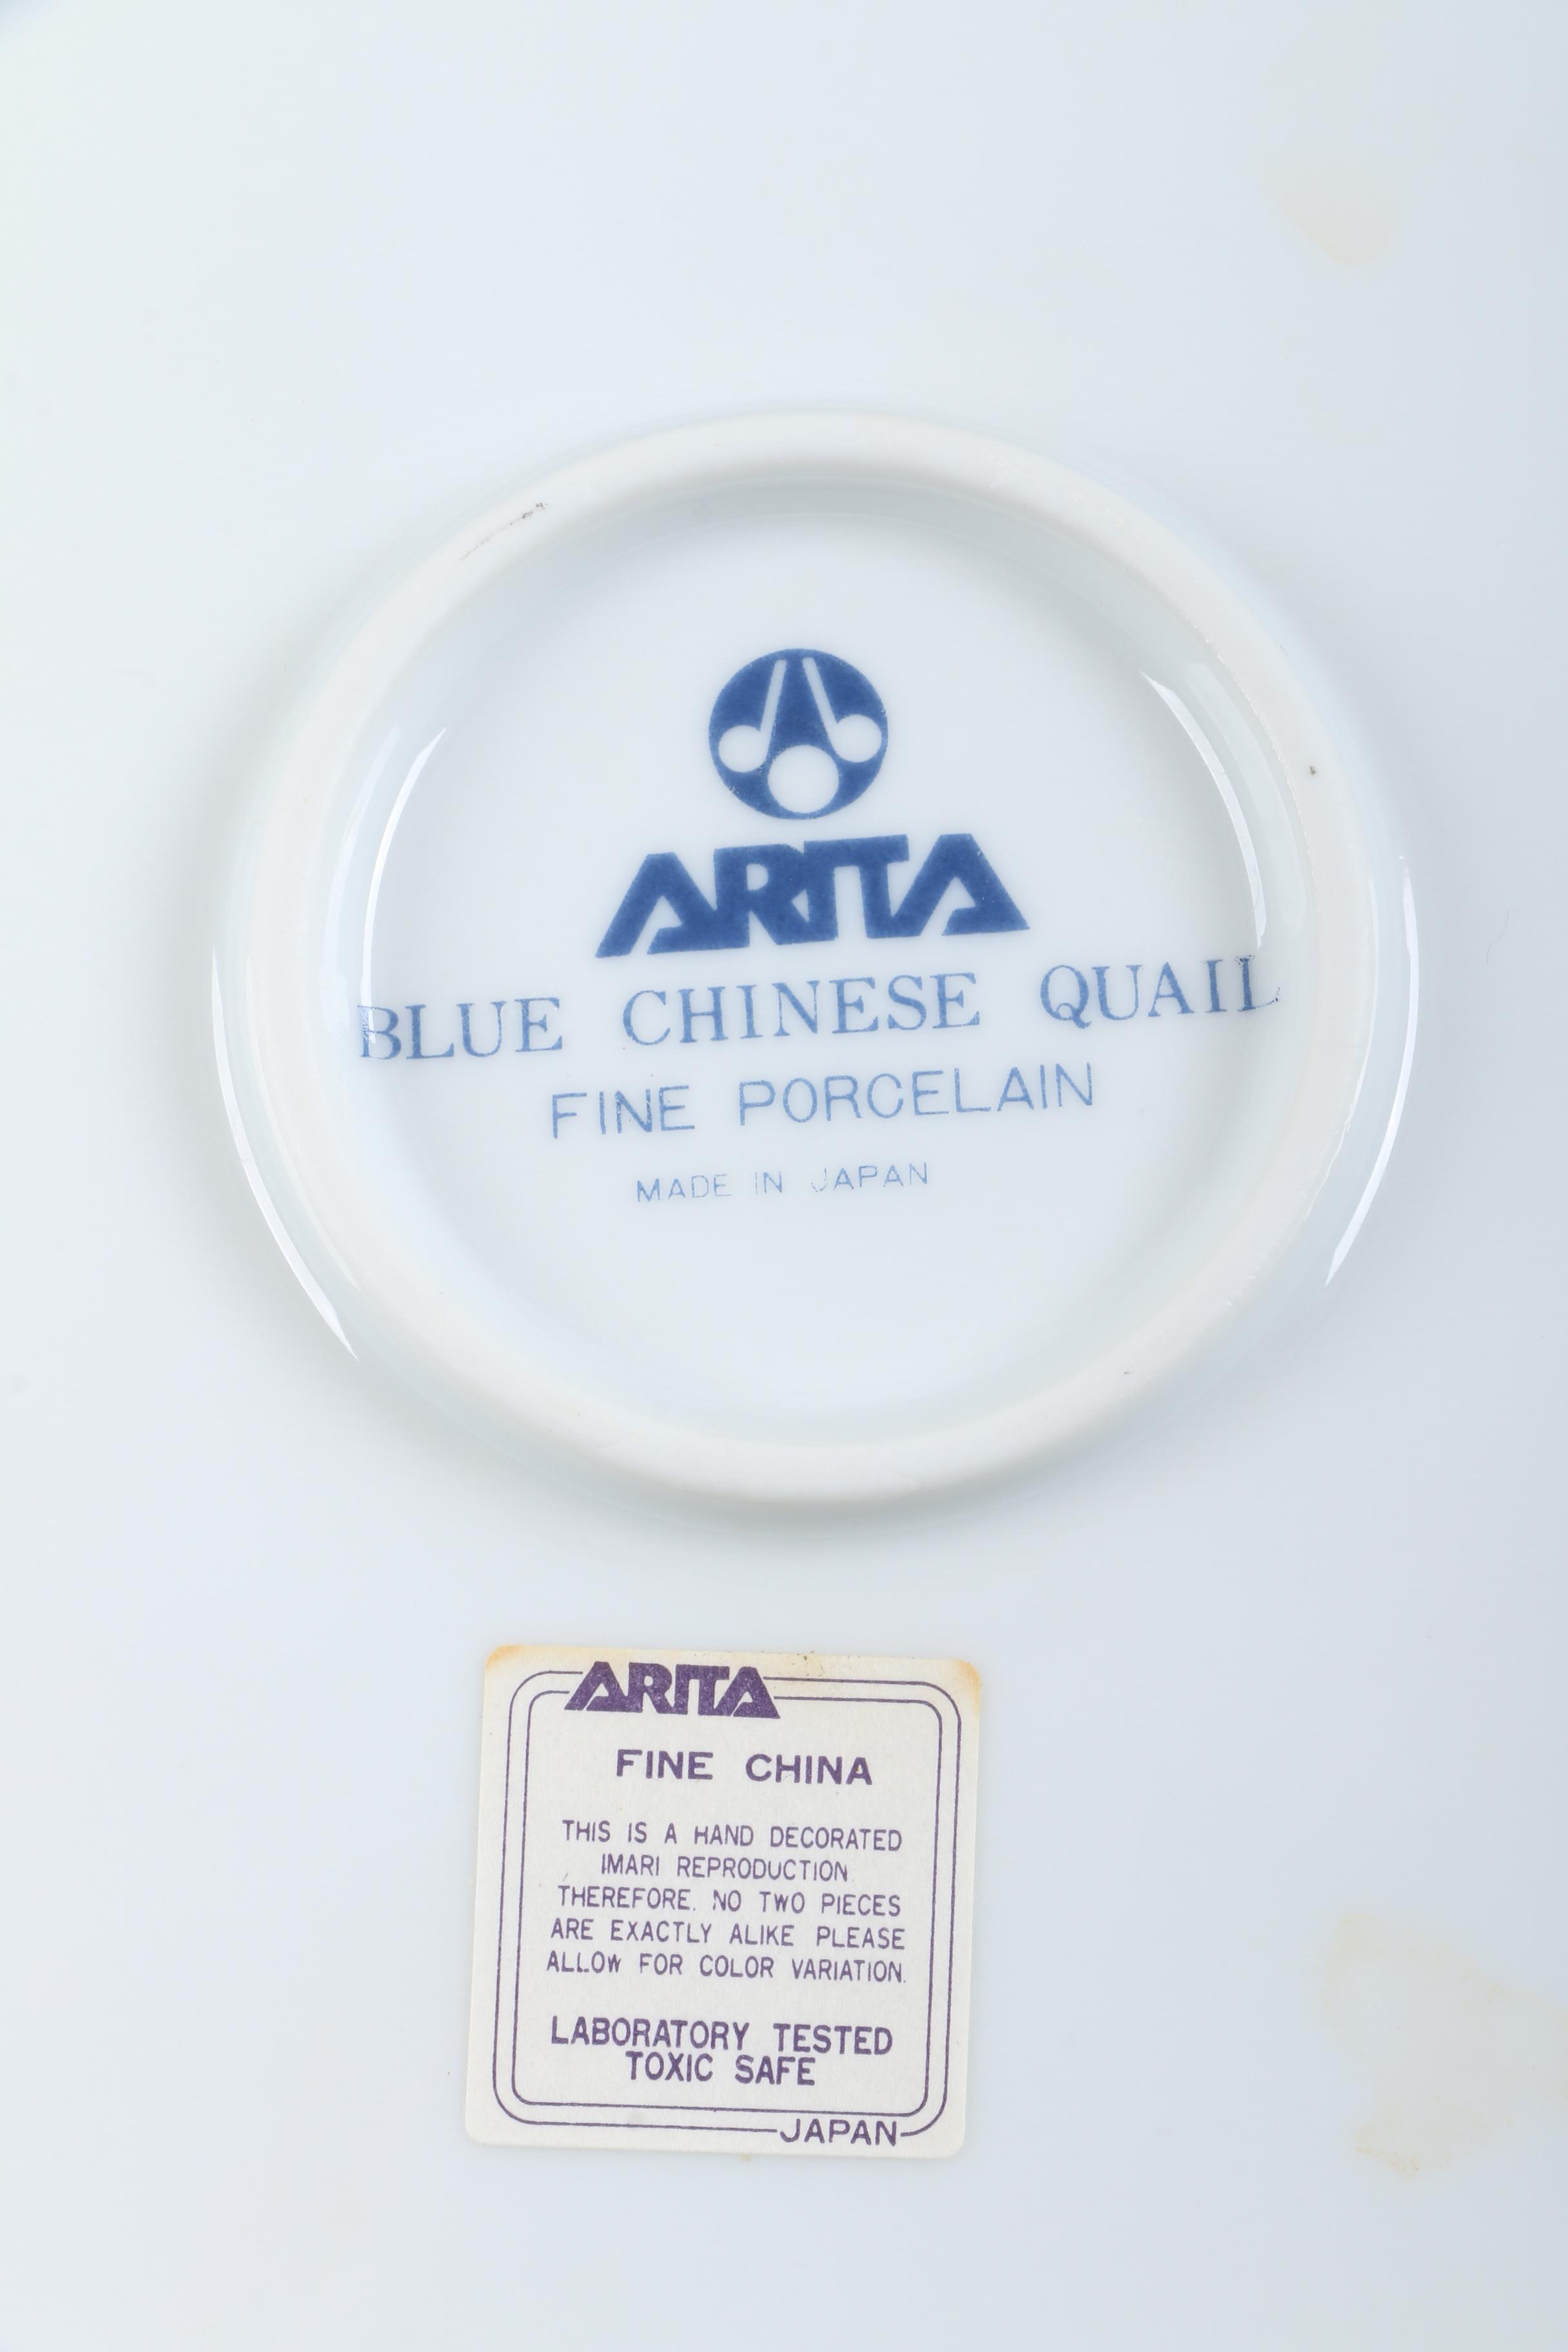 ARITA
BLUE CHINESE QUAIL
FINE PORCELAIN
MADE IN JAPAN
ARITA
FINE CHINA
THIS IS A HAND DECORATED
IMARI REPRODUCTION
THEREFORE. NO TWO PIECES
ARE EXACTLY ALIKE PLEASE
ALLOW FOR COLOR VARIATION.
LABORATORY TESTED
TOXIC SAFE
JAPAN